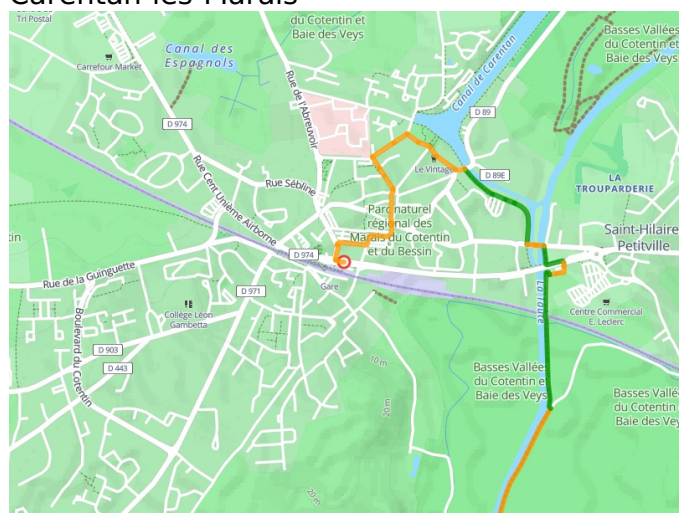 Carentan-les-Marais
Tri Postal
du Cotentin et
Baie des Veys
Basses Vallées
du Cotentin et
Baie des Veys
Canal des
Espagnols
Carrefour Market
Rue de l'Abreuvoir
Canal de Carentan
D 89
D 974
Le Vintage
D 89E
LA
TROUPARDERIE
Rue Sébline
Rue Cent Unième Airborne
Parc naturel
régional des
Marais du Cotentin
et du Bessin
Saint-Hilaire
Petitville
tin
D 974
Rue de la Guinguette
Gare
D 971
Collège Léon
Gambetta
La Taute
Centre Commercial
E. Leclerc
Boulevard du Cotentin
D 903
D 443
10 m
20 m
Basses Vallées
du Cotentin et
Baie des Veys
Basses Vallé
du Cotentin
Baie des Vey
20 m